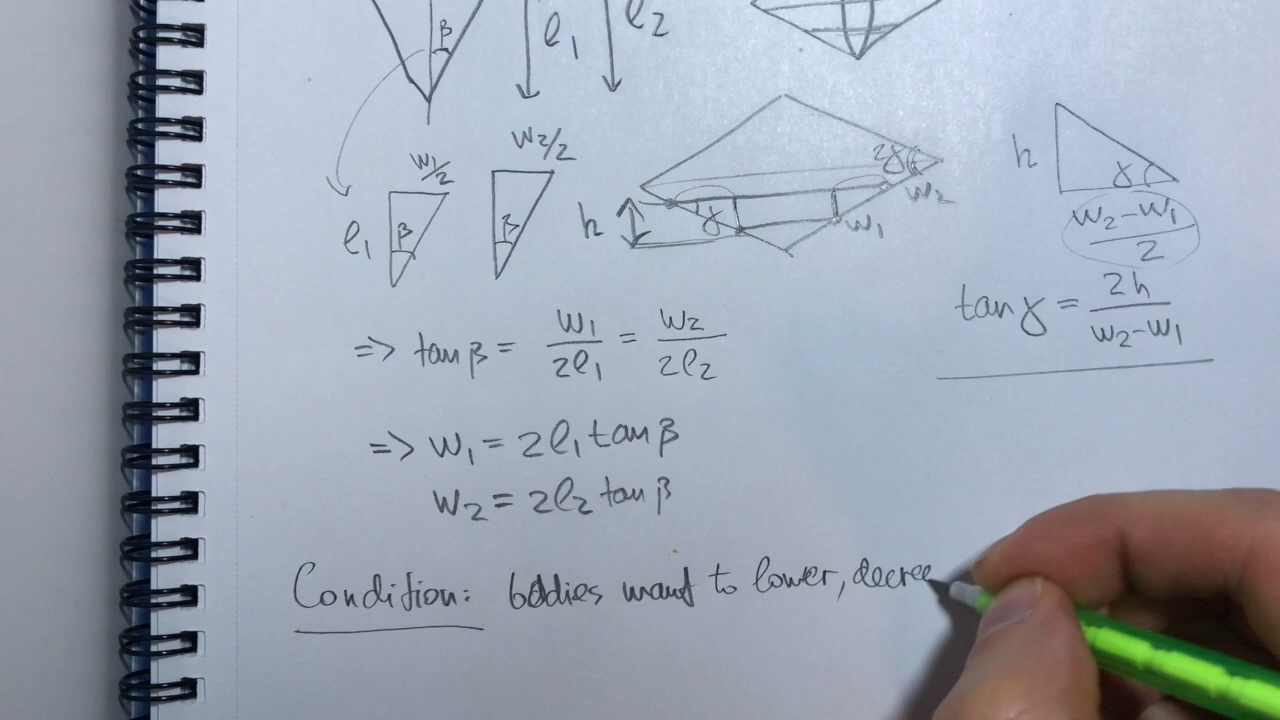 β
ℓ₁
ℓ₂
w₁/2
w₂/2
ℓ₁
β
β
h
γ
2γ
w₂
w₁
h
γ
(w₂-w₁)/2
tan γ = 2h/(w₂-w₁)
=> tan β = w₁/2ℓ₁ = w₂/2ℓ₂
=> w₁ = 2ℓ₁ tan β
w₂ = 2ℓ₂ tan β
Condition: bodies want to lower, decree